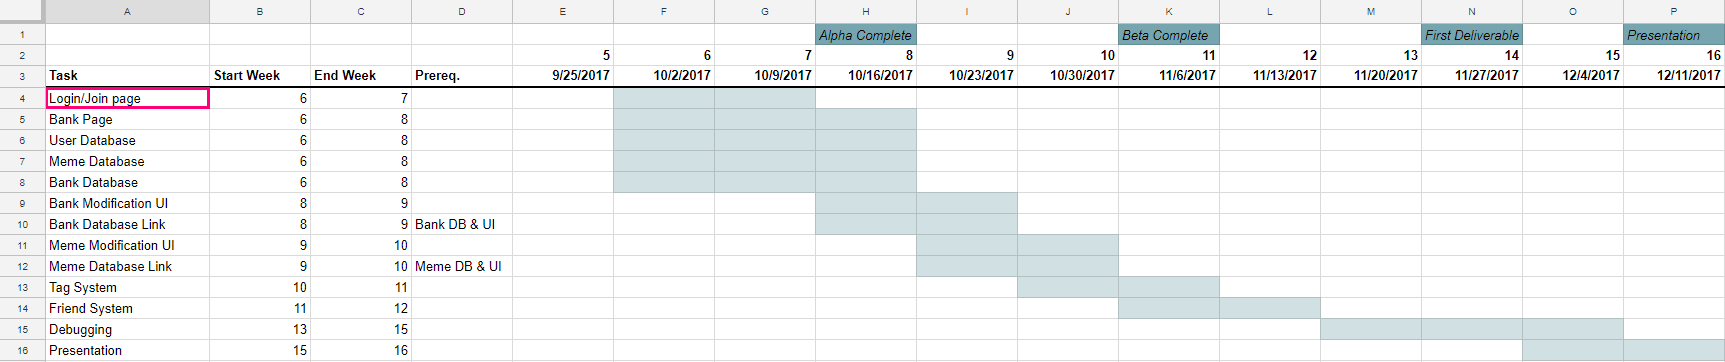 A B C D E F G H I J K L M N O P
1 Alpha Complete Beta Complete First Deliverable Presentation
2 5 6 7 8 9 10 11 12 13 14 15 16
3 Task Start Week End Week Prereq. 9/25/2017 10/2/2017 10/9/2017 10/16/2017 10/23/2017 10/30/2017 11/6/2017 11/13/2017 11/20/2017 11/27/2017 12/4/2017 12/11/2017
4 Login/Join page 6 7
5 Bank Page 6 8
6 User Database 6 8
7 Meme Database 6 8
8 Bank Database 6 8
9 Bank Modification UI 8 9
10 Bank Database Link 8 9 Bank DB & UI
11 Meme Modification UI 9 10
12 Meme Database Link 9 10 Meme DB & UI
13 Tag System 10 11
14 Friend System 11 12
15 Debugging 13 15
16 Presentation 15 16